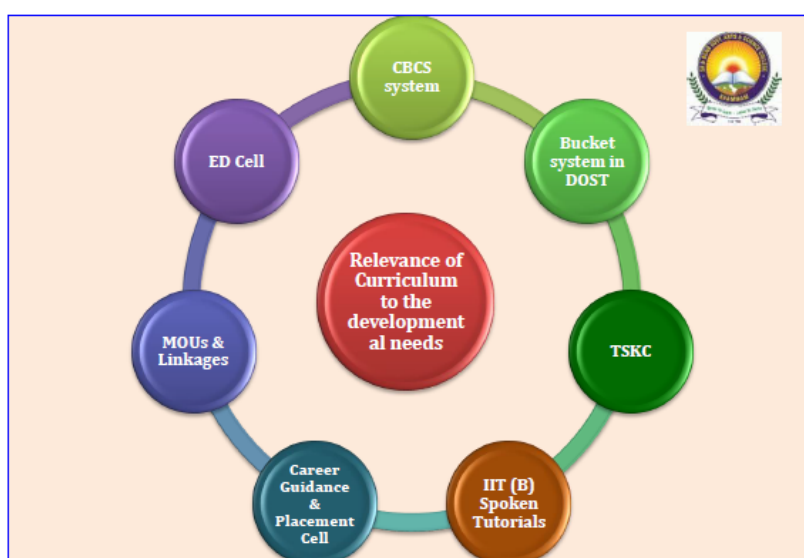 CBCS
system
Bucket
system in
DOST
TSKC
IIT (B)
Spoken
Tutorials
Career
Guidance
&
Placement
Cell
MOUs &
Linkages
ED Cell
Relevance of
Curriculum
to the
development
al needs